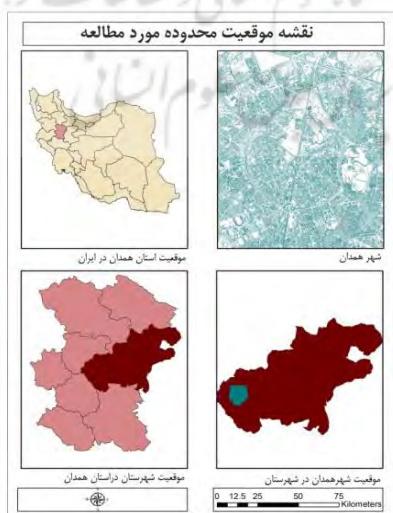 نقشه موقعیت محدوده مورد مطالعه
موقعیت استان همدان در ایران
شهر همدان
موقعیت شهرستان دراستان همدان
موقعیت شهرهمدان در شهرستان
0 12.5 25 50 75
Kilometers